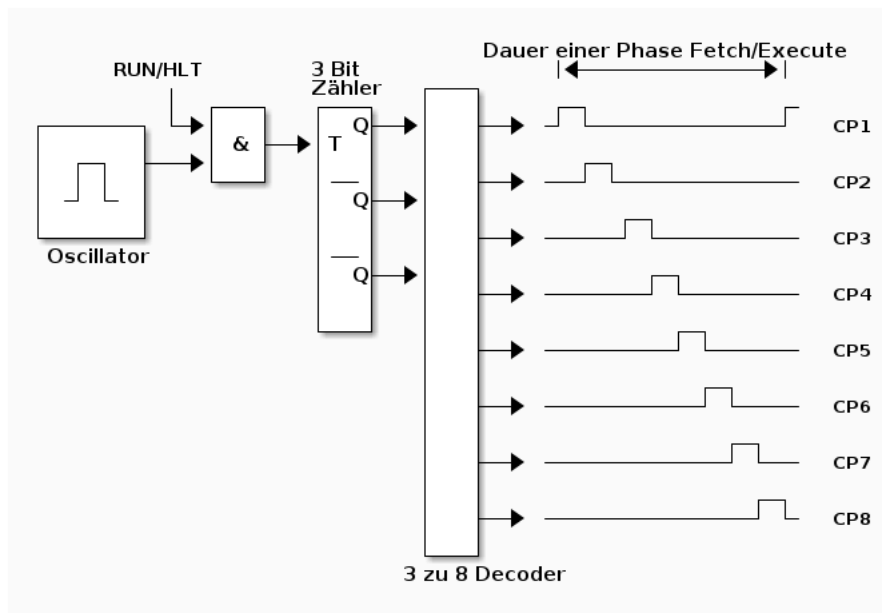 Dauer einer Phase Fetch/Execute
RUN/HLT
3 Bit
Zähler
Q
CP1
&
T
Q
CP2
Oscillator
CP3
Q
CP4
CP5
CP6
CP7
CP8
3 zu 8 Decoder